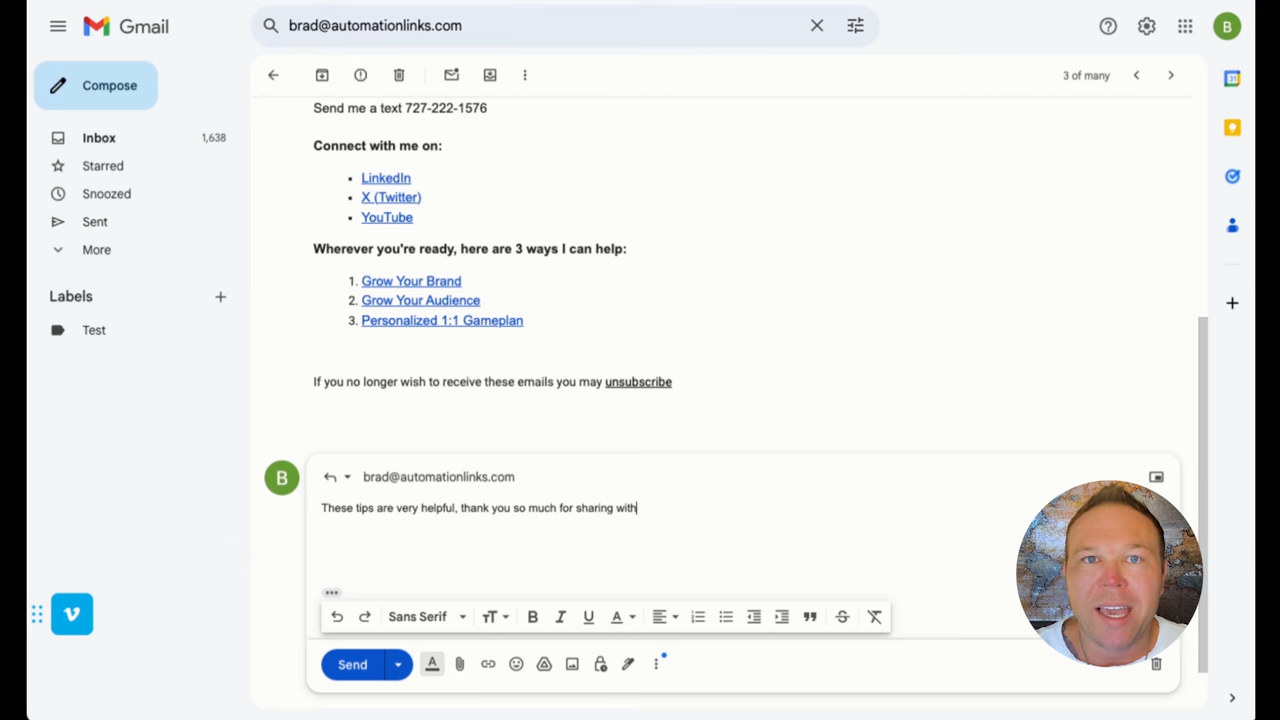 Gmail
brad@automationlinks.com
Compose
3 of many
Send me a text 727-222-1576
Inbox 1,638
Connect with me on:
Starred
LinkedIn
Snoozed
X (Twitter)
Sent
YouTube
More
Wherever you're ready, here are 3 ways I can help:
1. Grow Your Brand
Labels
2. Grow Your Audience
3. Personalized 1:1 Gameplan
Test
If you no longer wish to receive these emails you may unsubscribe
B
brad@automationlinks.com
These tips are very helpful, thank you so much for sharing with
Sans Serif
Send
B
31